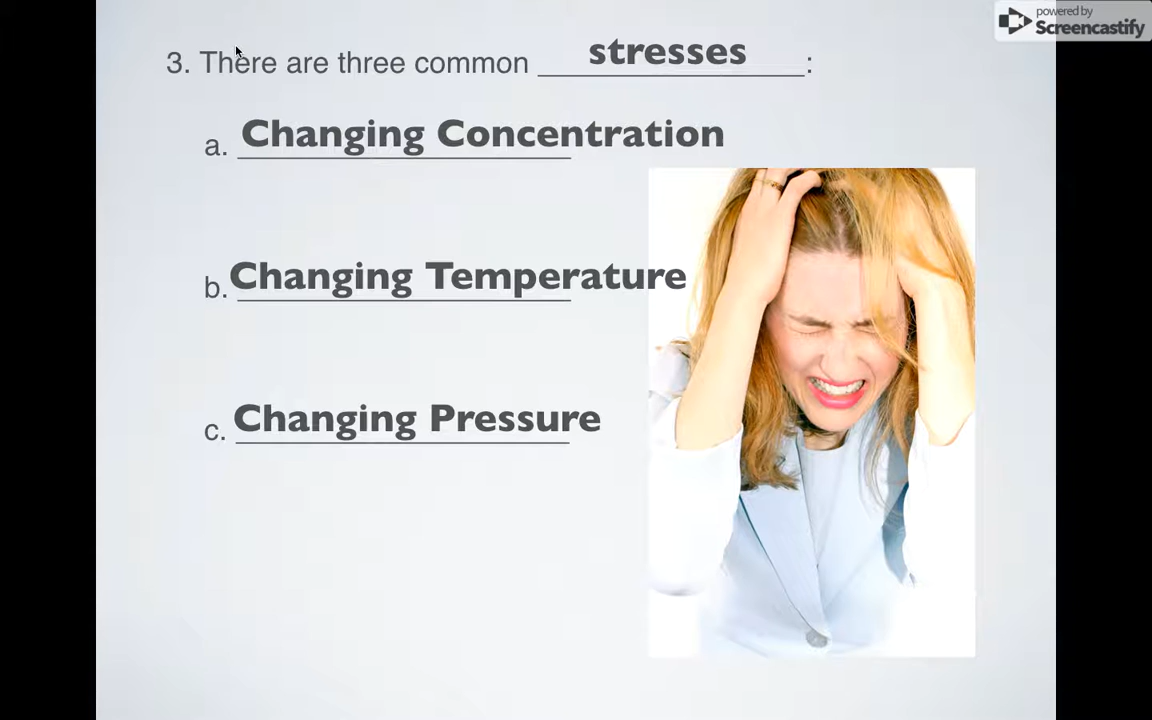 powered by
Screencastify
3. There are three common stresses:
a. Changing Concentration
b. Changing Temperature
c. Changing Pressure